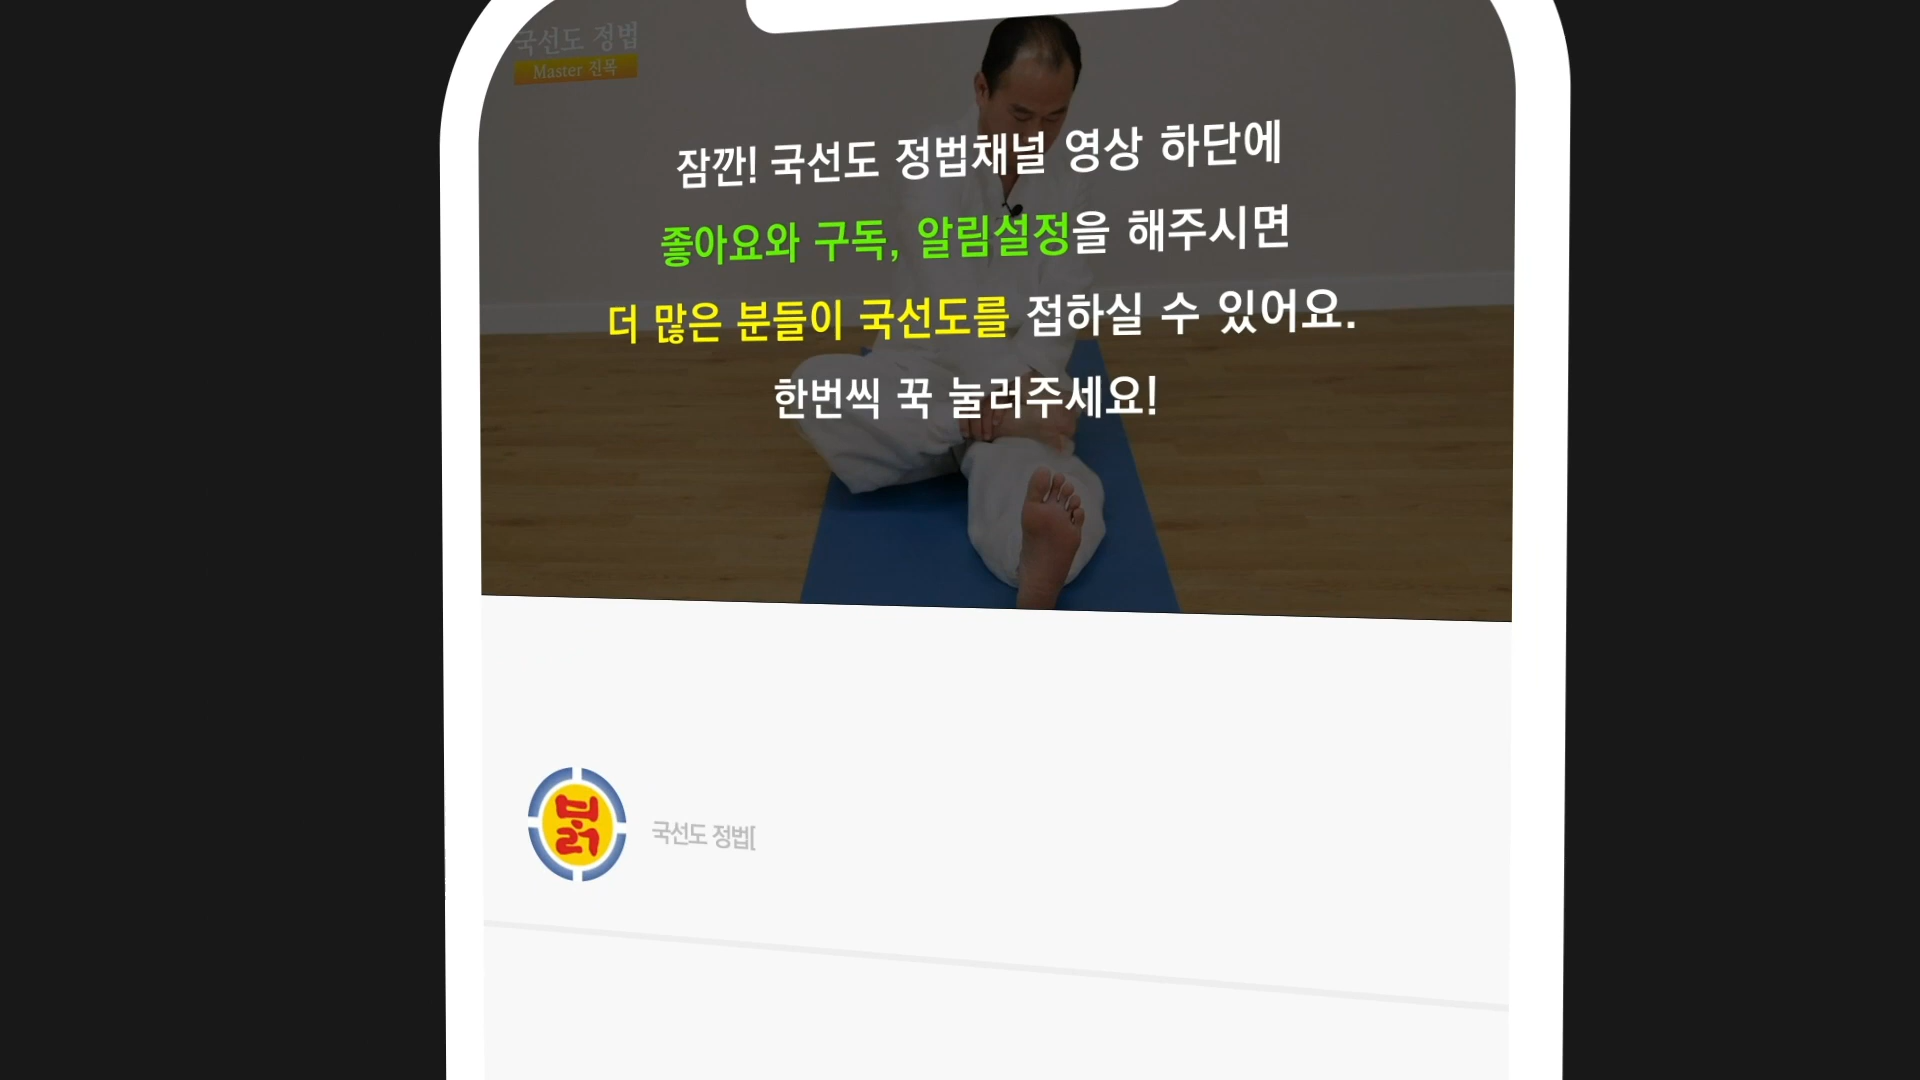 국선도 정법
Master 진목
잠깐! 국선도 정법채널 영상 하단에
좋아요와 구독, 알림설정을 해주시면
더 많은 분들이 국선도를 접하실 수 있어요.
한번씩 꾹 눌러주세요!
국선도 정법[